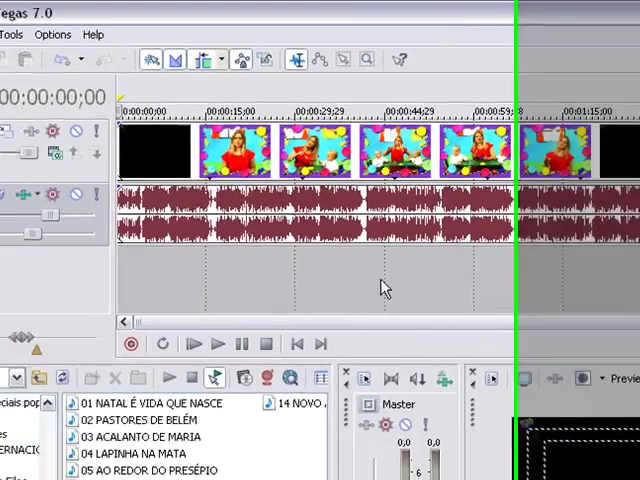 egas 7.0
Tools Options Help
00:00:00;00
00:00:00;00 00:00:15;00 00:00:29;29 00:00:44;29 00:00:59; 00:01:15;00
eciais pop
s
ERNACIO
01 NATAL É VIDA QUE NASCE
14 NOVO
02 PASTORES DE BELÉM
03 ACALANTO DE MARIA
04 LAPINHA NA MATA
05 AO REDOR DO PRESÉPIO
Master
0,0 0,0
6
Previe